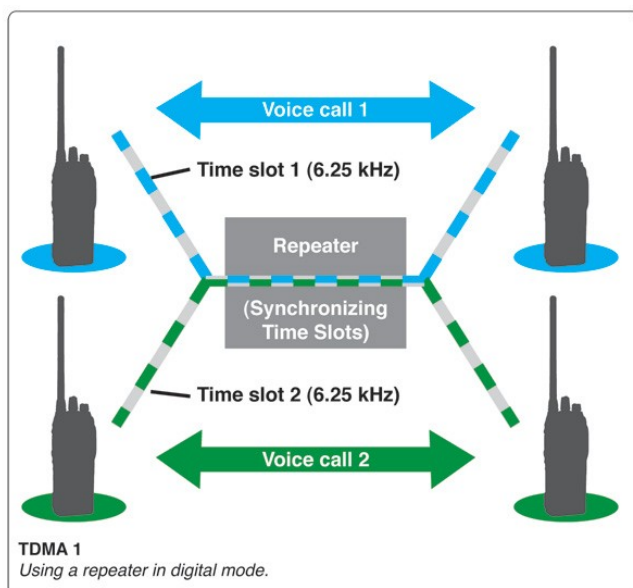 Voice call 1
Time slot 1 (6.25 kHz)
Repeater
(Synchronizing
Time Slots)
Time slot 2 (6.25 kHz)
Voice call 2
TDMA 1
Using a repeater in digital mode.